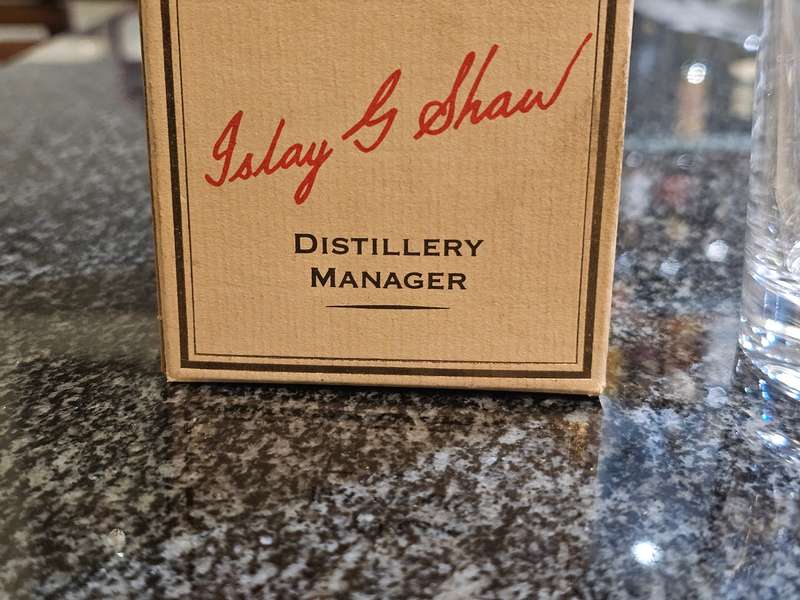 Islay G Shaw
DISTILLERY
MANAGER